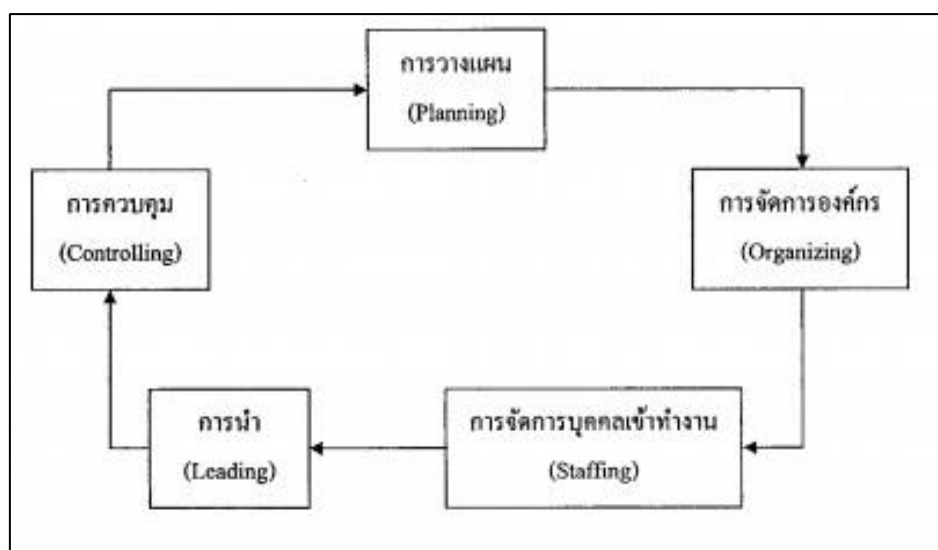 การวางแผน
(Planning)
การควบคุม
(Controlling)
การจัดการองค์กร
(Organizing)
การนำ
(Leading)
การจัดการบุคคลเข้าทำงาน
(Staffing)